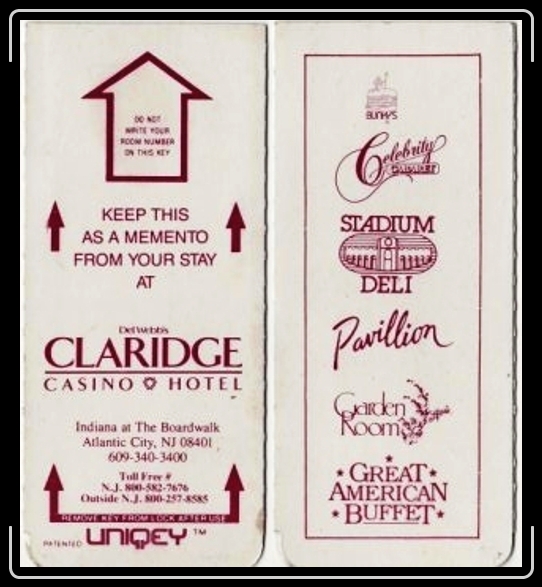 DO NOT
WRITE YOUR
ROOM NUMBER
ON THIS KEY
KEEP THIS
AS A MEMENTO
FROM YOUR STAY
AT
Del Webb's
CLARIDGE
CASINO HOTEL
Indiana at The Boardwalk
Atlantic City, NJ 08401
609-340-3400
Toll Free #
N.J. 800-582-7676
Outside N.J. 800-257-8585
REMOVE KEY FROM LOCK AFTER USE
PATENTED UNIQEY TM
Celebrity
CABARET
STADIUM
DELI
Pavillion
Garden
Room
GREAT
AMERICAN
BUFFET